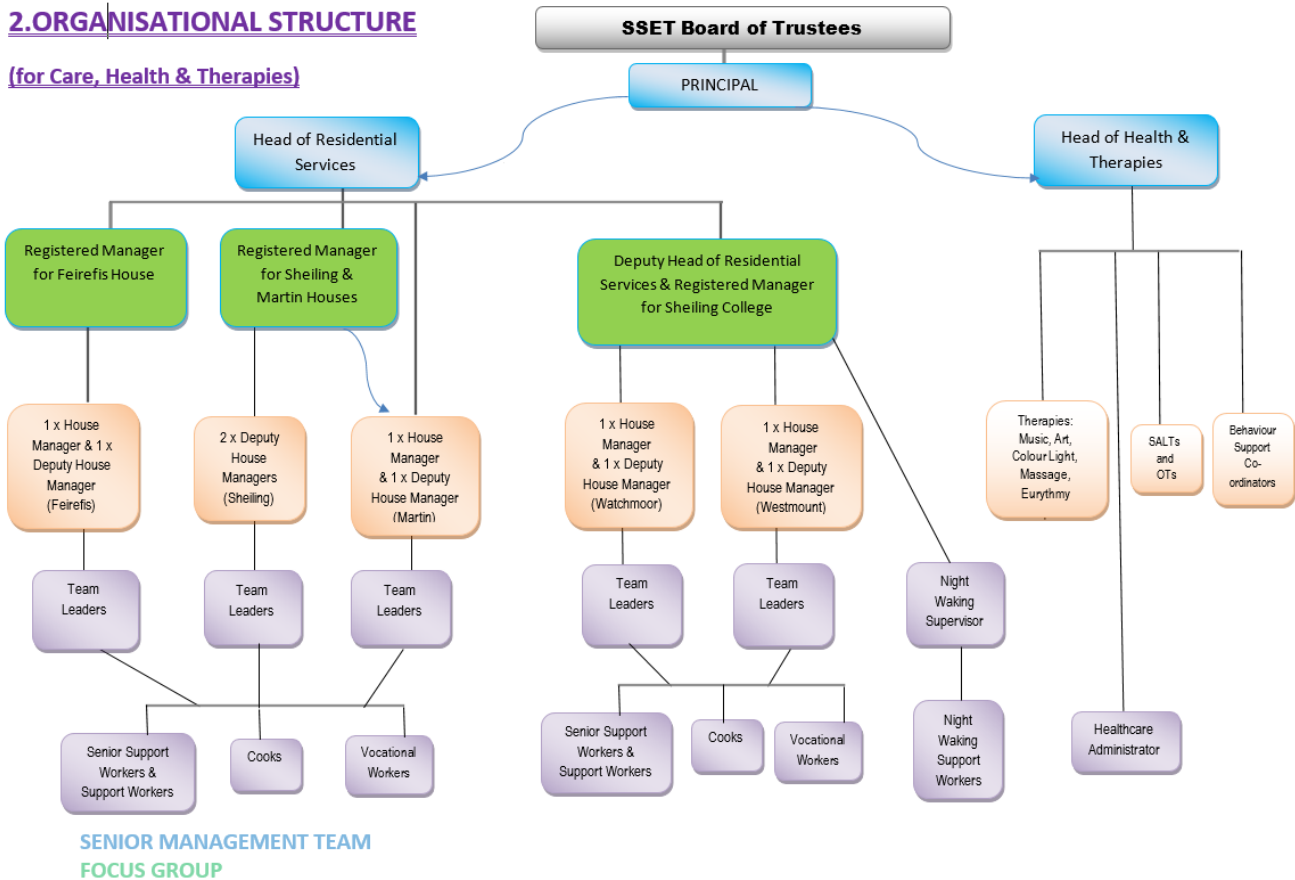 2.ORGANISATIONAL STRUCTURE
(for Care, Health & Therapies)
SSET Board of Trustees
PRINCIPAL
Head of Residential
Services
Head of Health &
Therapies
Registered Manager
for Feirefis House
Registered Manager
for Sheiling &
Martin Houses
Deputy Head of Residential
Services & Registered Manager
for Sheiling College
1 x House
Manager & 1 x
Deputy House
Manager
(Feirefis)
2 x Deputy
House
Managers
(Sheiling)
1 x House
Manager
& 1 x Deputy
House Manager
(Martin)
1 x House
Manager
& 1 x Deputy
House Manager
(Watchmoor)
1 x House
Manager
& 1 x Deputy
House Manager
(Westmount)
Therapies:
Music, Art,
Colour Light,
Massage,
Eurythmy
SALTs
and
OTs
Behaviour
Support
Co-
ordinators
Team
Leaders
Team
Leaders
Team
Leaders
Team
Leaders
Team
Leaders
Night
Waking
Supervisor
Senior Support
Workers &
Support Workers
Cooks
Vocational
Workers
Senior Support
Workers &
Support Workers
Cooks
Vocational
Workers
Night
Waking
Support
Workers
Healthcare
Administrator
SENIOR MANAGEMENT TEAM
FOCUS GROUP